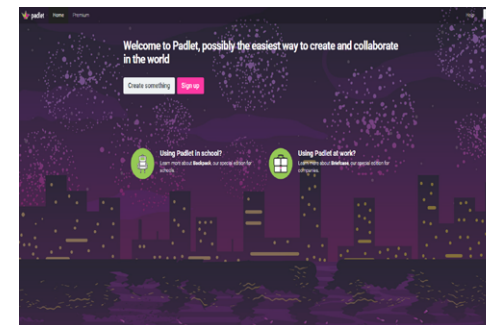 padlet Home Premium Help
Welcome to Padlet, possibly the easiest way to create and collaborate
in the world
Create something Sign up
Using Padlet in school?
Learn more about Backpack, our special edition for
schools.
Using Padlet at work?
Learn more about Briefcase, our special edition for
companies.